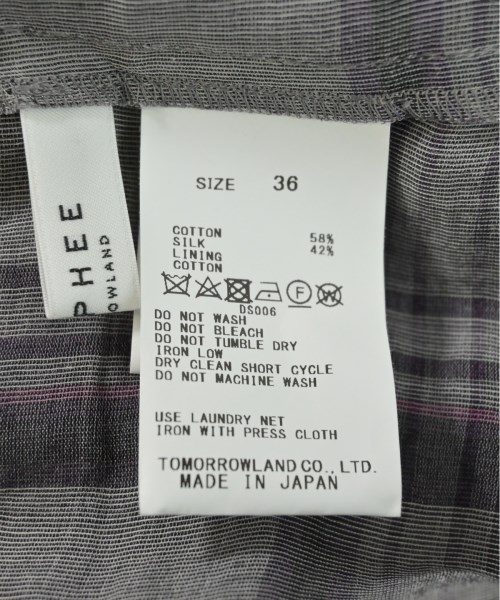 PHEE
OWLAND
SIZE 36
COTTON 58%
SILK 42%
LINING
COTTON
DS006
DO NOT WASH
DO NOT BLEACH
DO NOT TUMBLE DRY
IRON LOW
DRY CLEAN SHORT CYCLE
DO NOT MACHINE WASH
USE LAUNDRY NET
IRON WITH PRESS CLOTH
TOMORROWLAND CO., LTD.
MADE IN JAPAN